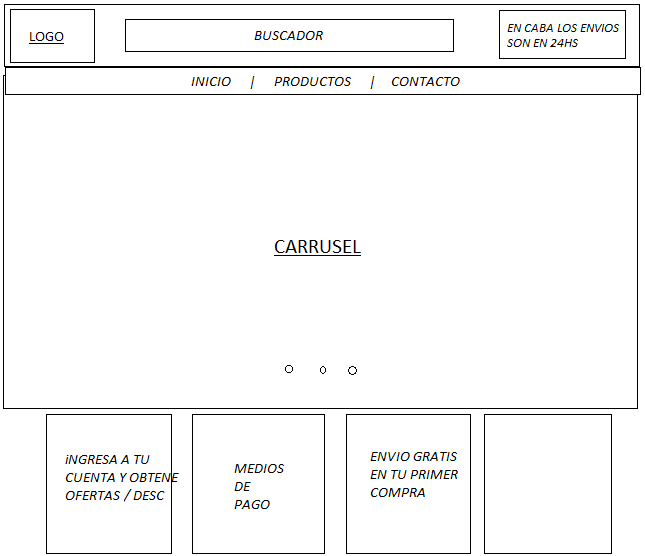 LOGO
BUSCADOR
EN CABA LOS ENVIOS
SON EN 24HS
INICIO | PRODUCTOS | CONTACTO
CARRUSEL
iNGRESA A TU
CUENTA Y OBTENE
OFERTAS / DESC
MEDIOS
DE
PAGO
ENVIO GRATIS
EN TU PRIMER
COMPRA